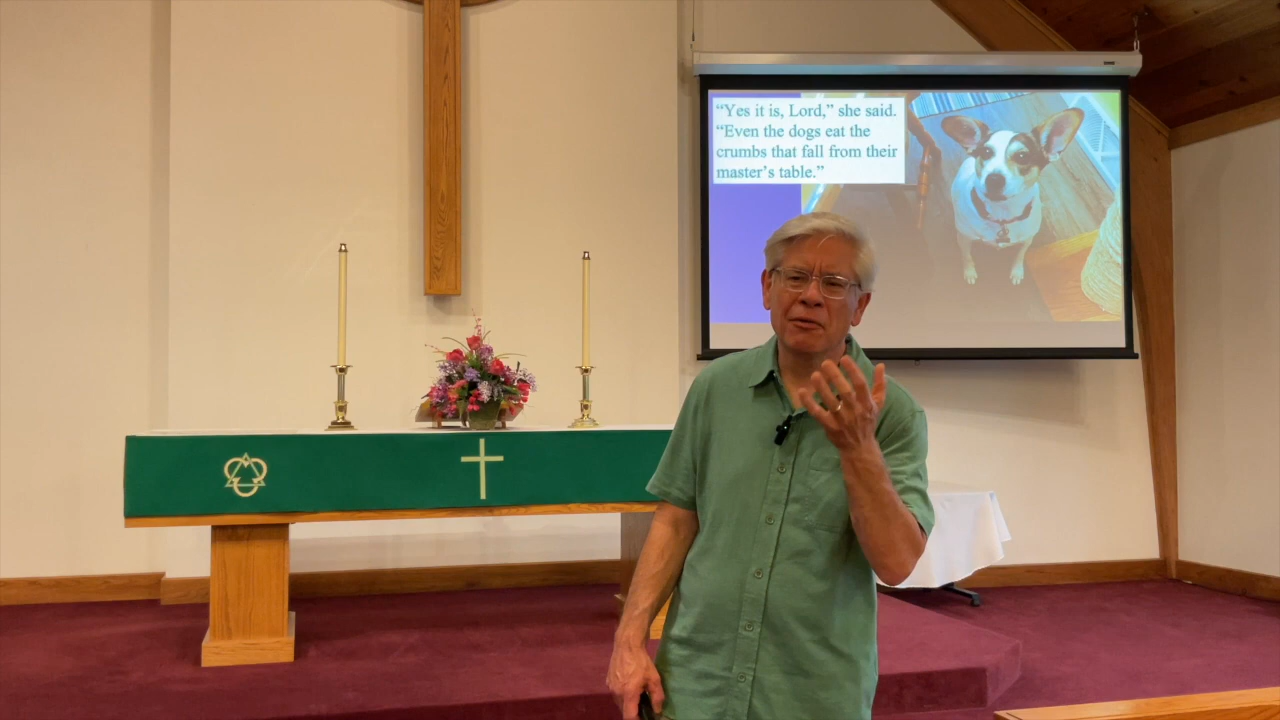 “Yes it is, Lord,” she said.
“Even the dogs eat the
crumbs that fall from their
master’s table.”